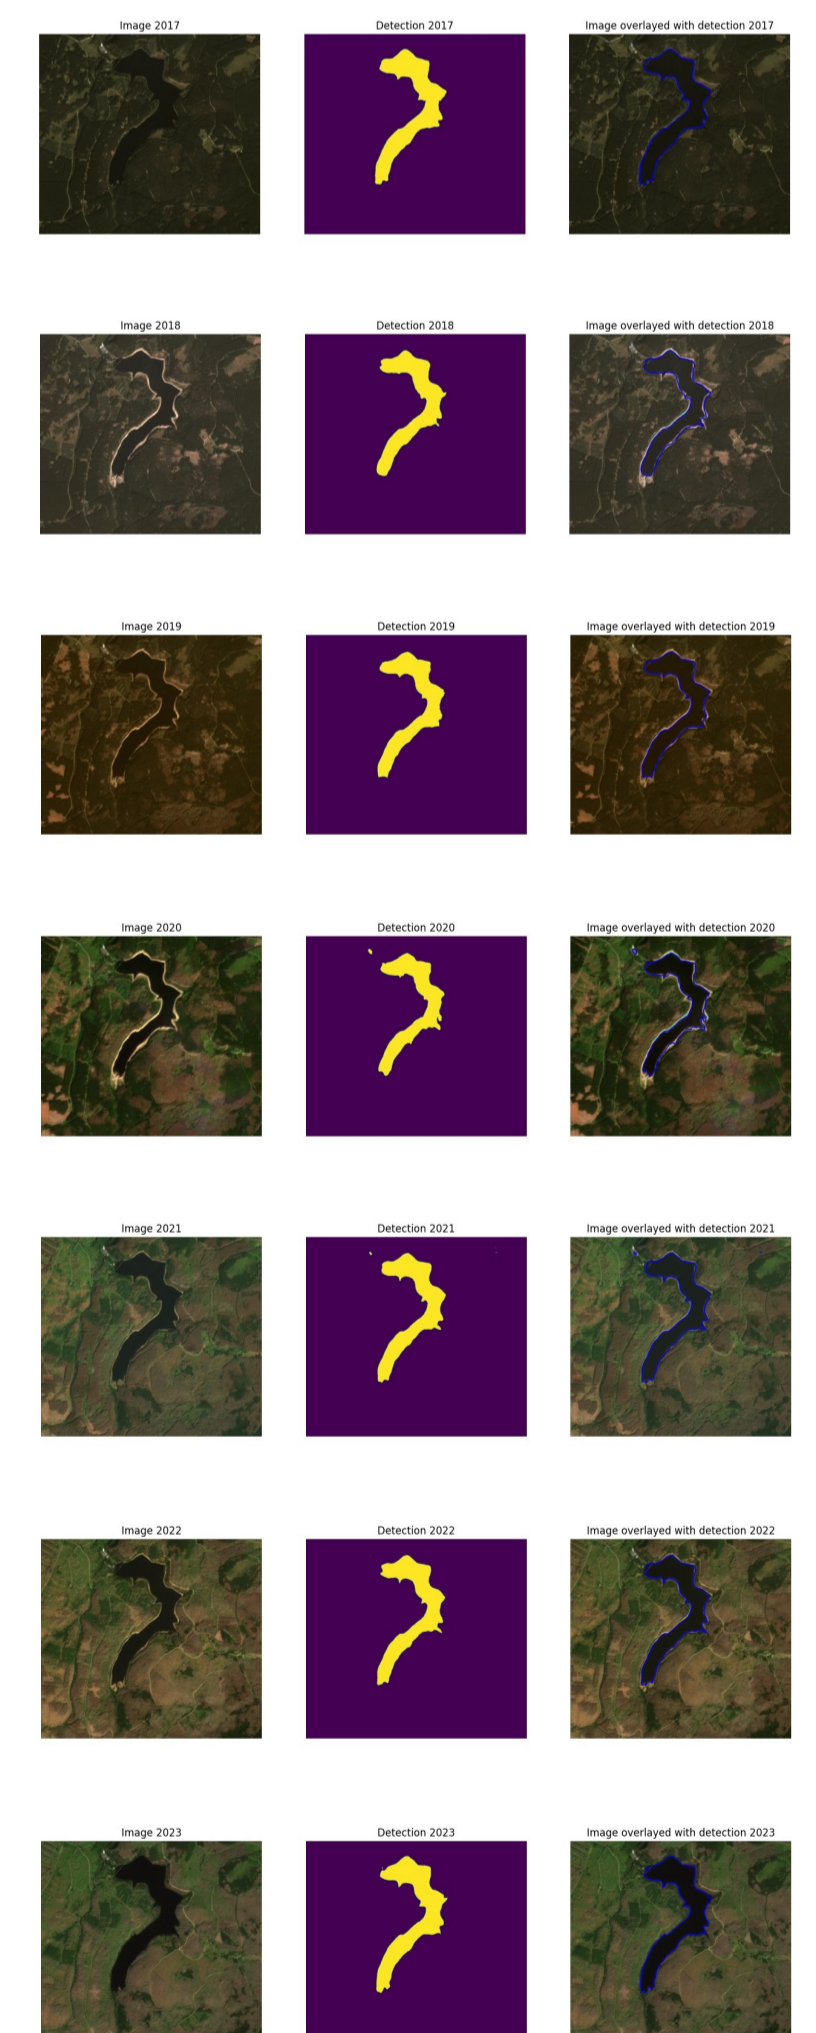 Image 2017 Detection 2017 Image overlayed with detection 2017
Image 2018 Detection 2018 Image overlayed with detection 2018
Image 2019 Detection 2019 Image overlayed with detection 2019
Image 2020 Detection 2020 Image overlayed with detection 2020
Image 2021 Detection 2021 Image overlayed with detection 2021
Image 2022 Detection 2022 Image overlayed with detection 2022
Image 2023 Detection 2023 Image overlayed with detection 2023